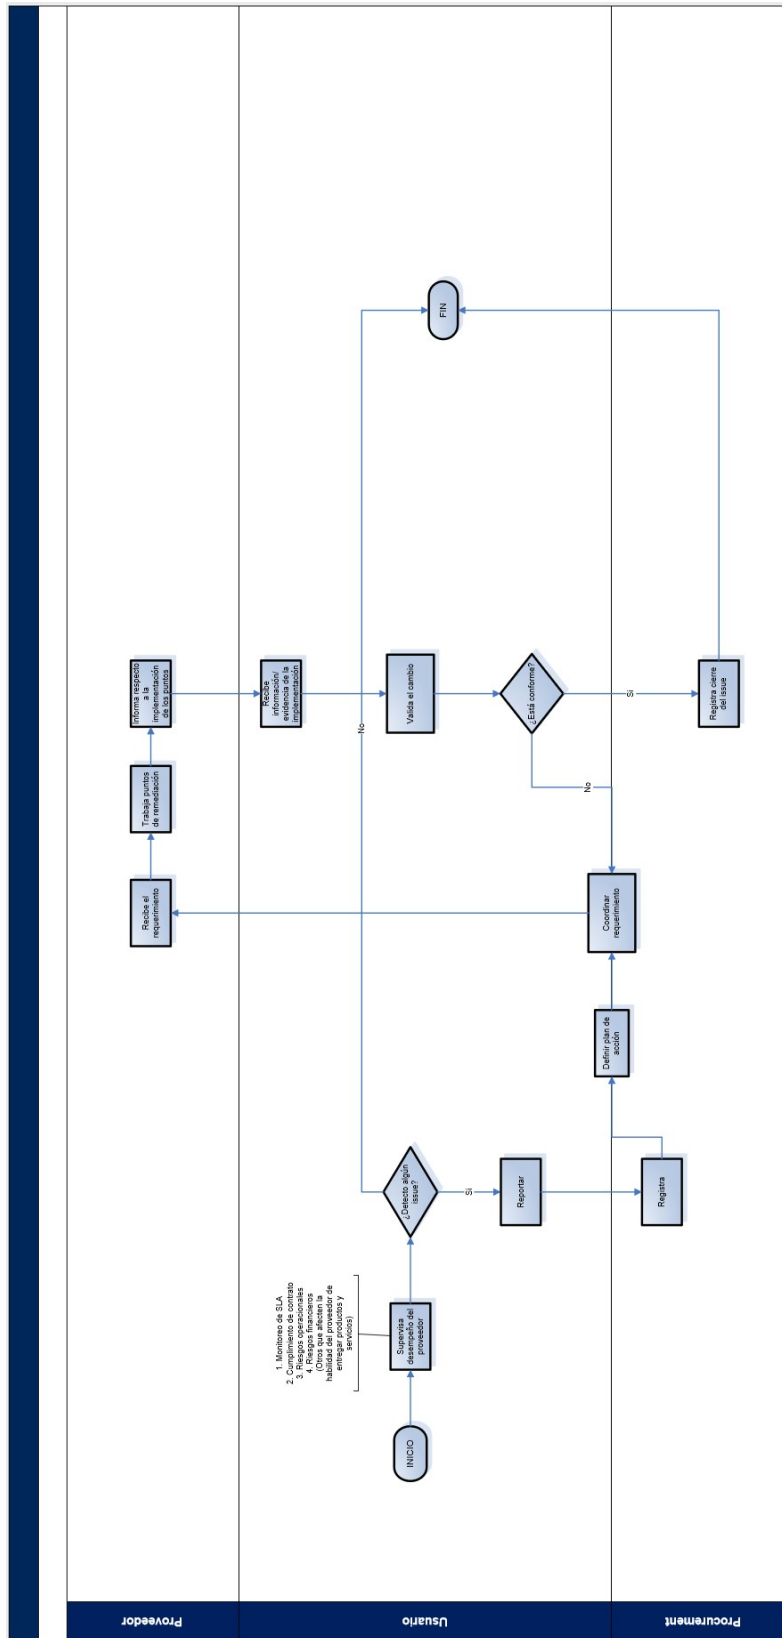 Proveedor
Usuario
Procurement
INICIO
1. Monitoreo de SLA
2. Cumplimiento de contrato
3. Riesgos operacionales
4. Riesgos financieros
(Otros que afecten la
habilidad del proveedor de
entregar productos y
servicios)
Supervisa
desempeño del
proveedor
¿Detecto algún
issue?
No
Si
Reportar
Registra
Definir plan de
acción
Coordinar
requerimiento
Recibe el
requerimiento
Trabaja puntos
de remediación
Informa respecto
a la
implementación
de los puntos
Recibe
información/
evidencia de la
implementación
Valida el cambio
¿Está conforme?
No
Si
Registra cierre
del issue
FIN